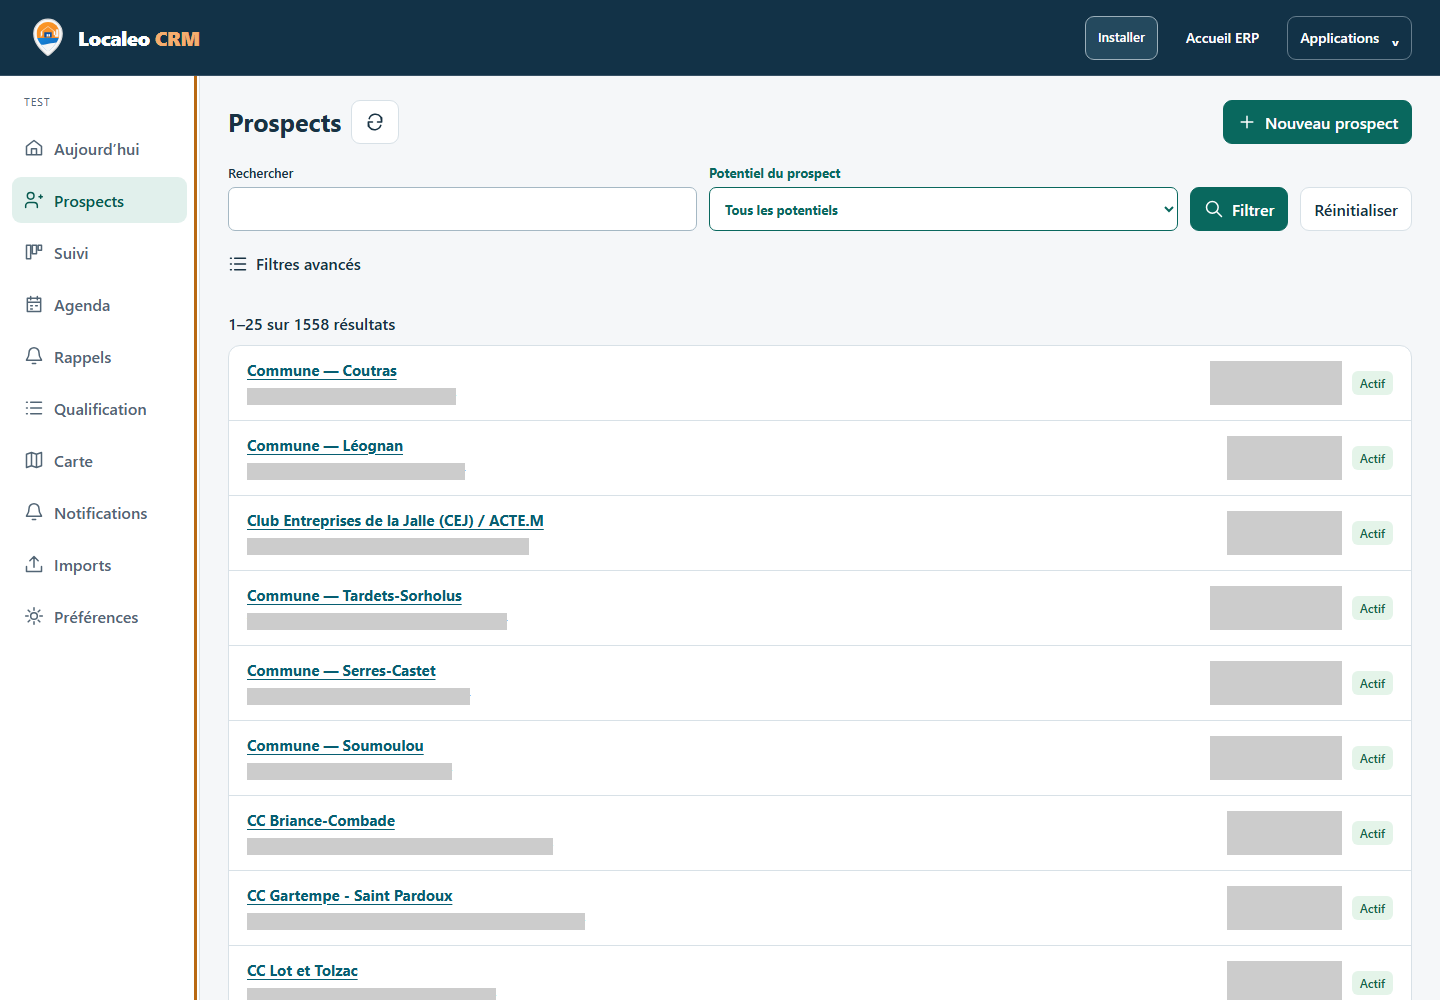 Localeo CRM
Installer
Accueil ERP
Applications
TEST
Aujourd’hui
Prospects
Suivi
Agenda
Rappels
Qualification
Carte
Notifications
Imports
Préférences
Prospects
Nouveau prospect
Rechercher
Potentiel du prospect
Tous les potentiels
Filtrer
Réinitialiser
Filtres avancés
1–25 sur 1558 résultats
Commune — Coutras
Actif
Commune — Léognan
Actif
Club Entreprises de la Jalle (CEJ) / ACTE.M
Actif
Commune — Tardets-Sorholus
Actif
Commune — Serres-Castet
Actif
Commune — Soumoulou
Actif
CC Briance-Combade
Actif
CC Gartempe - Saint Pardoux
Actif
CC Lot et Tolzac
Actif